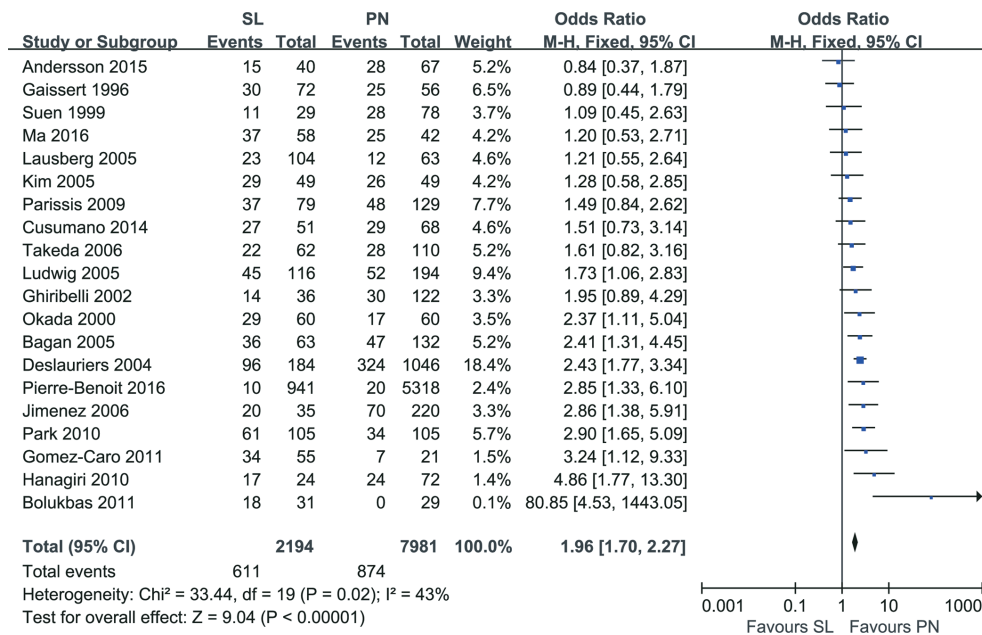 SL PN Odds Ratio Odds Ratio
Study or Subgroup Events Total Events Total Weight M-H, Fixed, 95% CI M-H, Fixed, 95% CI
Andersson 2015 15 40 28 67 5.2% 0.84 [0.37, 1.87]
Gaissert 1996 30 72 25 56 6.5% 0.89 [0.44, 1.79]
Suen 1999 11 29 28 78 3.7% 1.09 [0.45, 2.63]
Ma 2016 37 58 25 42 4.2% 1.20 [0.53, 2.71]
Lausberg 2005 23 104 12 63 4.6% 1.21 [0.55, 2.64]
Kim 2005 29 49 26 49 4.2% 1.28 [0.58, 2.85]
Parissis 2009 37 79 48 129 7.7% 1.49 [0.84, 2.62]
Cusumano 2014 27 51 29 68 4.6% 1.51 [0.73, 3.14]
Takeda 2006 22 62 28 110 5.2% 1.61 [0.82, 3.16]
Ludwig 2005 45 116 52 194 9.4% 1.73 [1.06, 2.83]
Ghiribelli 2002 14 36 30 122 3.3% 1.95 [0.89, 4.29]
Okada 2000 29 60 17 60 3.5% 2.37 [1.11, 5.04]
Bagan 2005 36 63 47 132 5.2% 2.41 [1.31, 4.45]
Deslauriers 2004 96 184 324 1046 18.4% 2.43 [1.77, 3.34]
Pierre-Benoit 2016 10 941 20 5318 2.4% 2.85 [1.33, 6.10]
Jimenez 2006 20 35 70 220 3.3% 2.86 [1.38, 5.91]
Park 2010 61 105 34 105 5.7% 2.90 [1.65, 5.09]
Gomez-Caro 2011 34 55 7 21 1.5% 3.24 [1.12, 9.33]
Hanagiri 2010 17 24 24 72 1.4% 4.86 [1.77, 13.30]
Bolukbas 2011 18 31 0 29 0.1% 80.85 [4.53, 1443.05]
Total (95% CI) 2194 7981 100.0% 1.96 [1.70, 2.27]
Total events 611 874
Heterogeneity: Chi² = 33.44, df = 19 (P = 0.02); I² = 43%
Test for overall effect: Z = 9.04 (P < 0.00001)
0.001 0.1 1 10 1000
Favours SL Favours PN